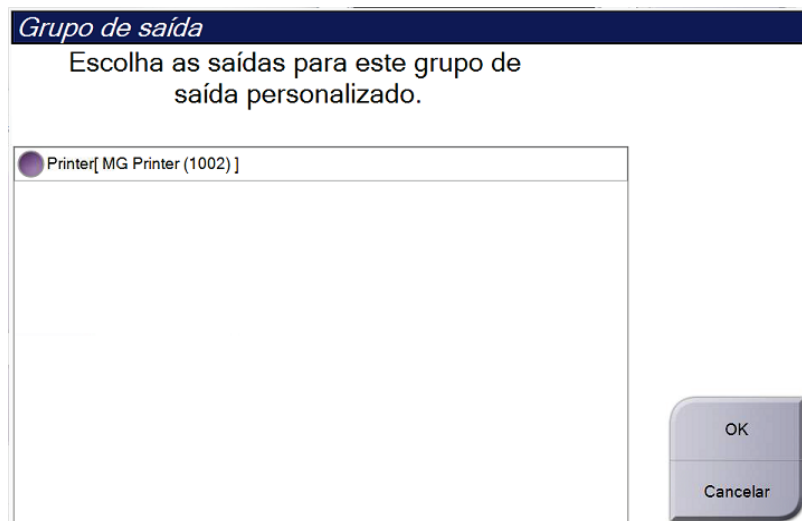 Grupo de saída
Escolha as saídas para este grupo de
saída personalizado.
Printer[ MG Printer (1002) ]
OK
Cancelar